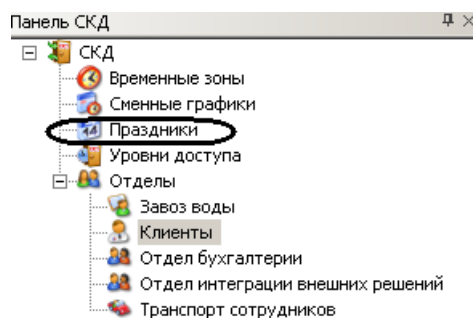 Панель СКД
СКД
Временные зоны
Сменные графики
Праздники
Уровни доступа
Отделы
Завоз воды
Клиенты
Отдел бухгалтерии
Отдел интеграции внешних решений
Транспорт сотрудников